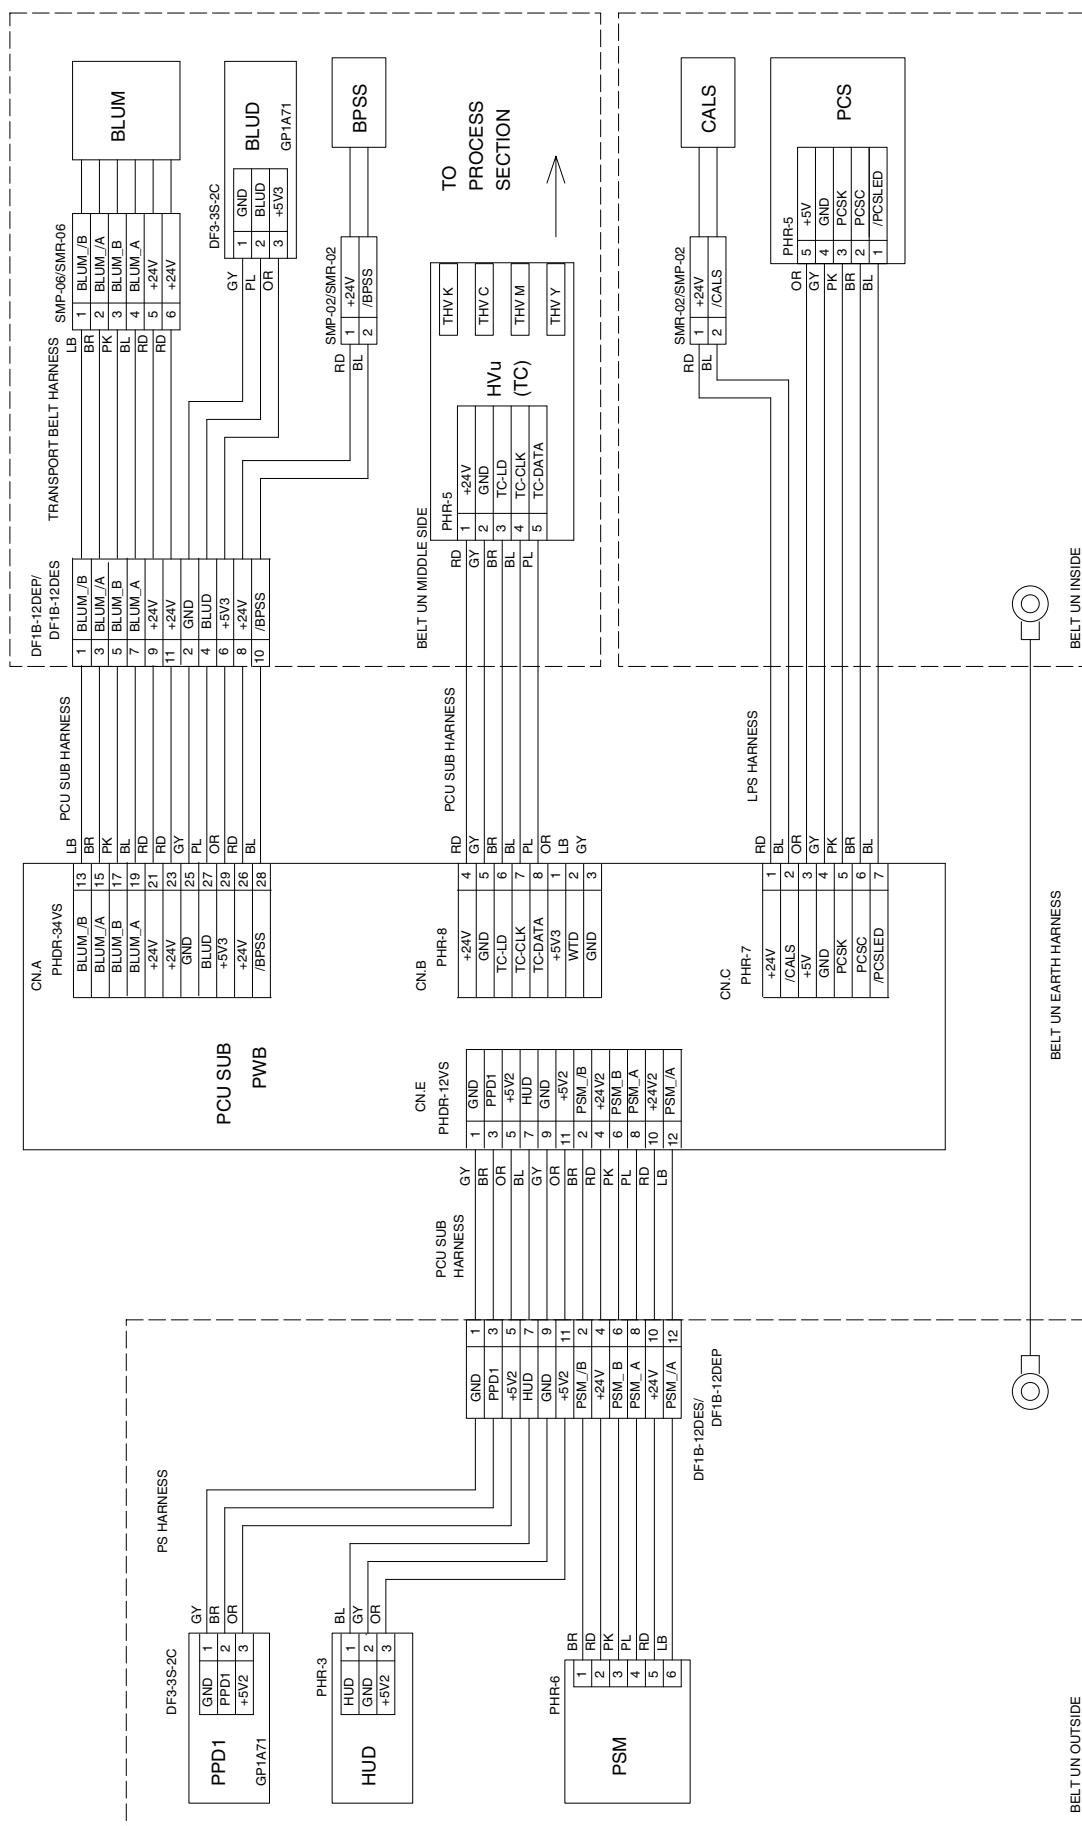 BLUM
SMP-06/SMR-06
1 BLUM_/B
2 BLUM_/A
3 BLUM_B
4 BLUM_A
5 +24V
6 +24V
LB
BR
PK
BL
RD
RD
TRANSPORT BELT HARNESS
BLUD
GP1A71
DF3-3S-2C
1 GND
2 BLUD
3 +5V3
GY
PL
OR
BPSS
SMP-02/SMR-02
1 +24V
2 /BPSS
RD
BL
DF1B-12DEP/
DF1B-12DES
1 BLUM_/B
3 BLUM_/A
5 BLUM_B
7 BLUM_A
9 +24V
11 +24V
2 GND
4 BLUD
6 +5V3
8 +24V
10 /BPSS
TO
PROCESS
SECTION
THV K
THV C
THV M
THV Y
HVu
(TC)
PHR-5
1 +24V
2 GND
3 TC-LD
4 TC-CLK
5 TC-DATA
RD
GY
BR
BL
PL
BELT UN MIDDLE SIDE
CALS
SMR-02/SMP-02
1 +24V
2 /CALS
RD
BL
PCS
PHR-5
5 +5V
4 GND
3 PCSK
2 PCSC
1 /PCSLED
OR
GY
PK
BR
BL
BELT UN INSIDE
PCU SUB HARNESS
LB
BR
PK
BL
RD
RD
GY
PL
OR
RD
BL
PCU SUB HARNESS
RD
GY
BR
BL
PL
OR
LB
GY
LPS HARNESS
RD
BL
OR
GY
PK
BR
BL
CN.A
PHDR-34VS
BLUM_/B 13
BLUM_/A 15
BLUM_B 17
BLUM_A 19
+24V 21
+24V 23
GND 25
BLUD 27
+5V3 29
+24V 26
/BPSS 28
CN.B
PHR-8
+24V 4
GND 5
TC-LD 6
TC-CLK 7
TC-DATA 8
+5V3 1
WTD 2
GND 3
CN.C
PHR-7
+24V 1
/CALS 2
+5V 3
GND 4
PCSK 5
PCSC 6
/PCSLED 7
PCU SUB
PWB
CN.E
PHDR-12VS
1 GND
3 PPD1
5 +5V2
7 HUD
9 GND
11 +5V2
2 PSM_/B
4 +24V2
6 PSM_B
8 PSM_A
10 +24V2
12 PSM_/A
GY
BR
OR
BL
GY
OR
BR
RD
PK
PL
RD
LB
PCU SUB
HARNESS
BELT UN EARTH HARNESS
GND 1
PPD1 3
+5V2 5
HUD 7
GND 9
+5V2 11
PSM_/B 2
+24V 4
PSM_ B 6
PSM_ A 8
+24V 10
PSM_/A 12
DF1B-12DES/
DF1B-12DEP
PS HARNESS
GY
BR
OR
DF3-3S-2C
GND 1
PPD1 2
+5V2 3
PPD1
GP1A71
BL
GY
OR
PHR-3
HUD 1
GND 2
+5V2 3
HUD
BR
RD
PK
PL
RD
LB
PHR-6
1
2
3
4
5
6
PSM
BELT UN OUTSIDE